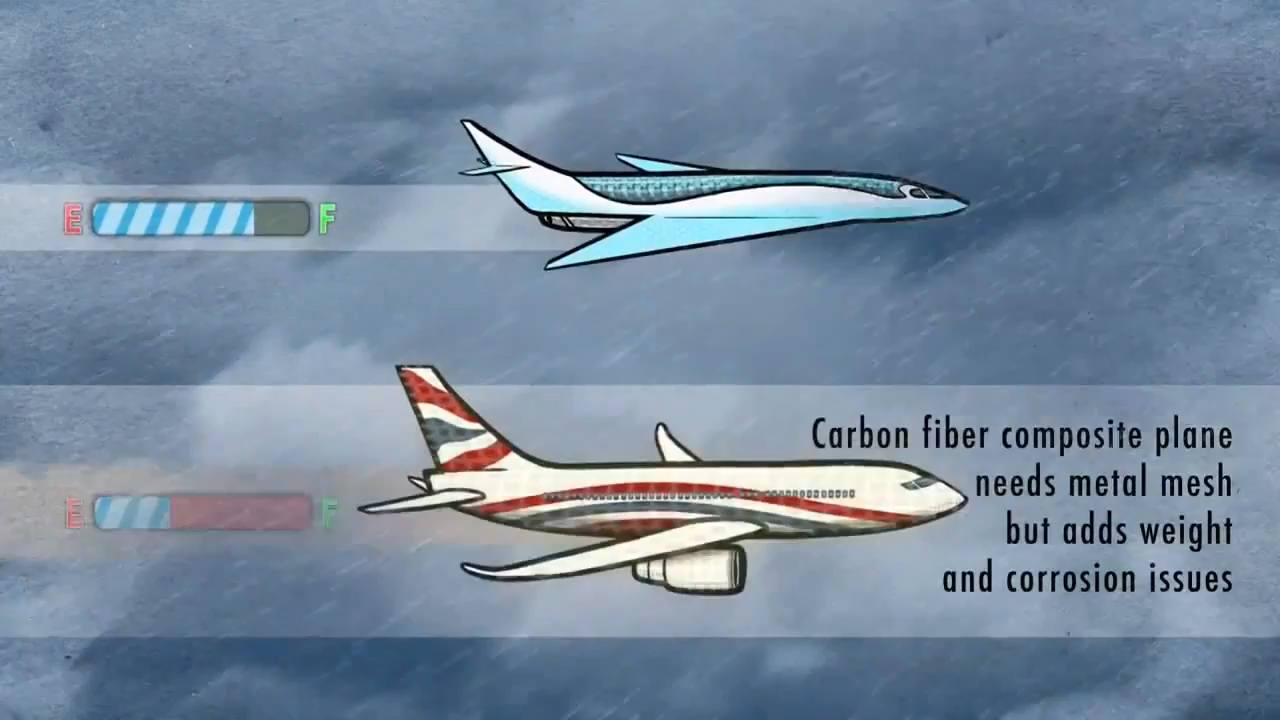 E F
Carbon fiber composite plane
needs metal mesh
but adds weight
and corrosion issues
E F